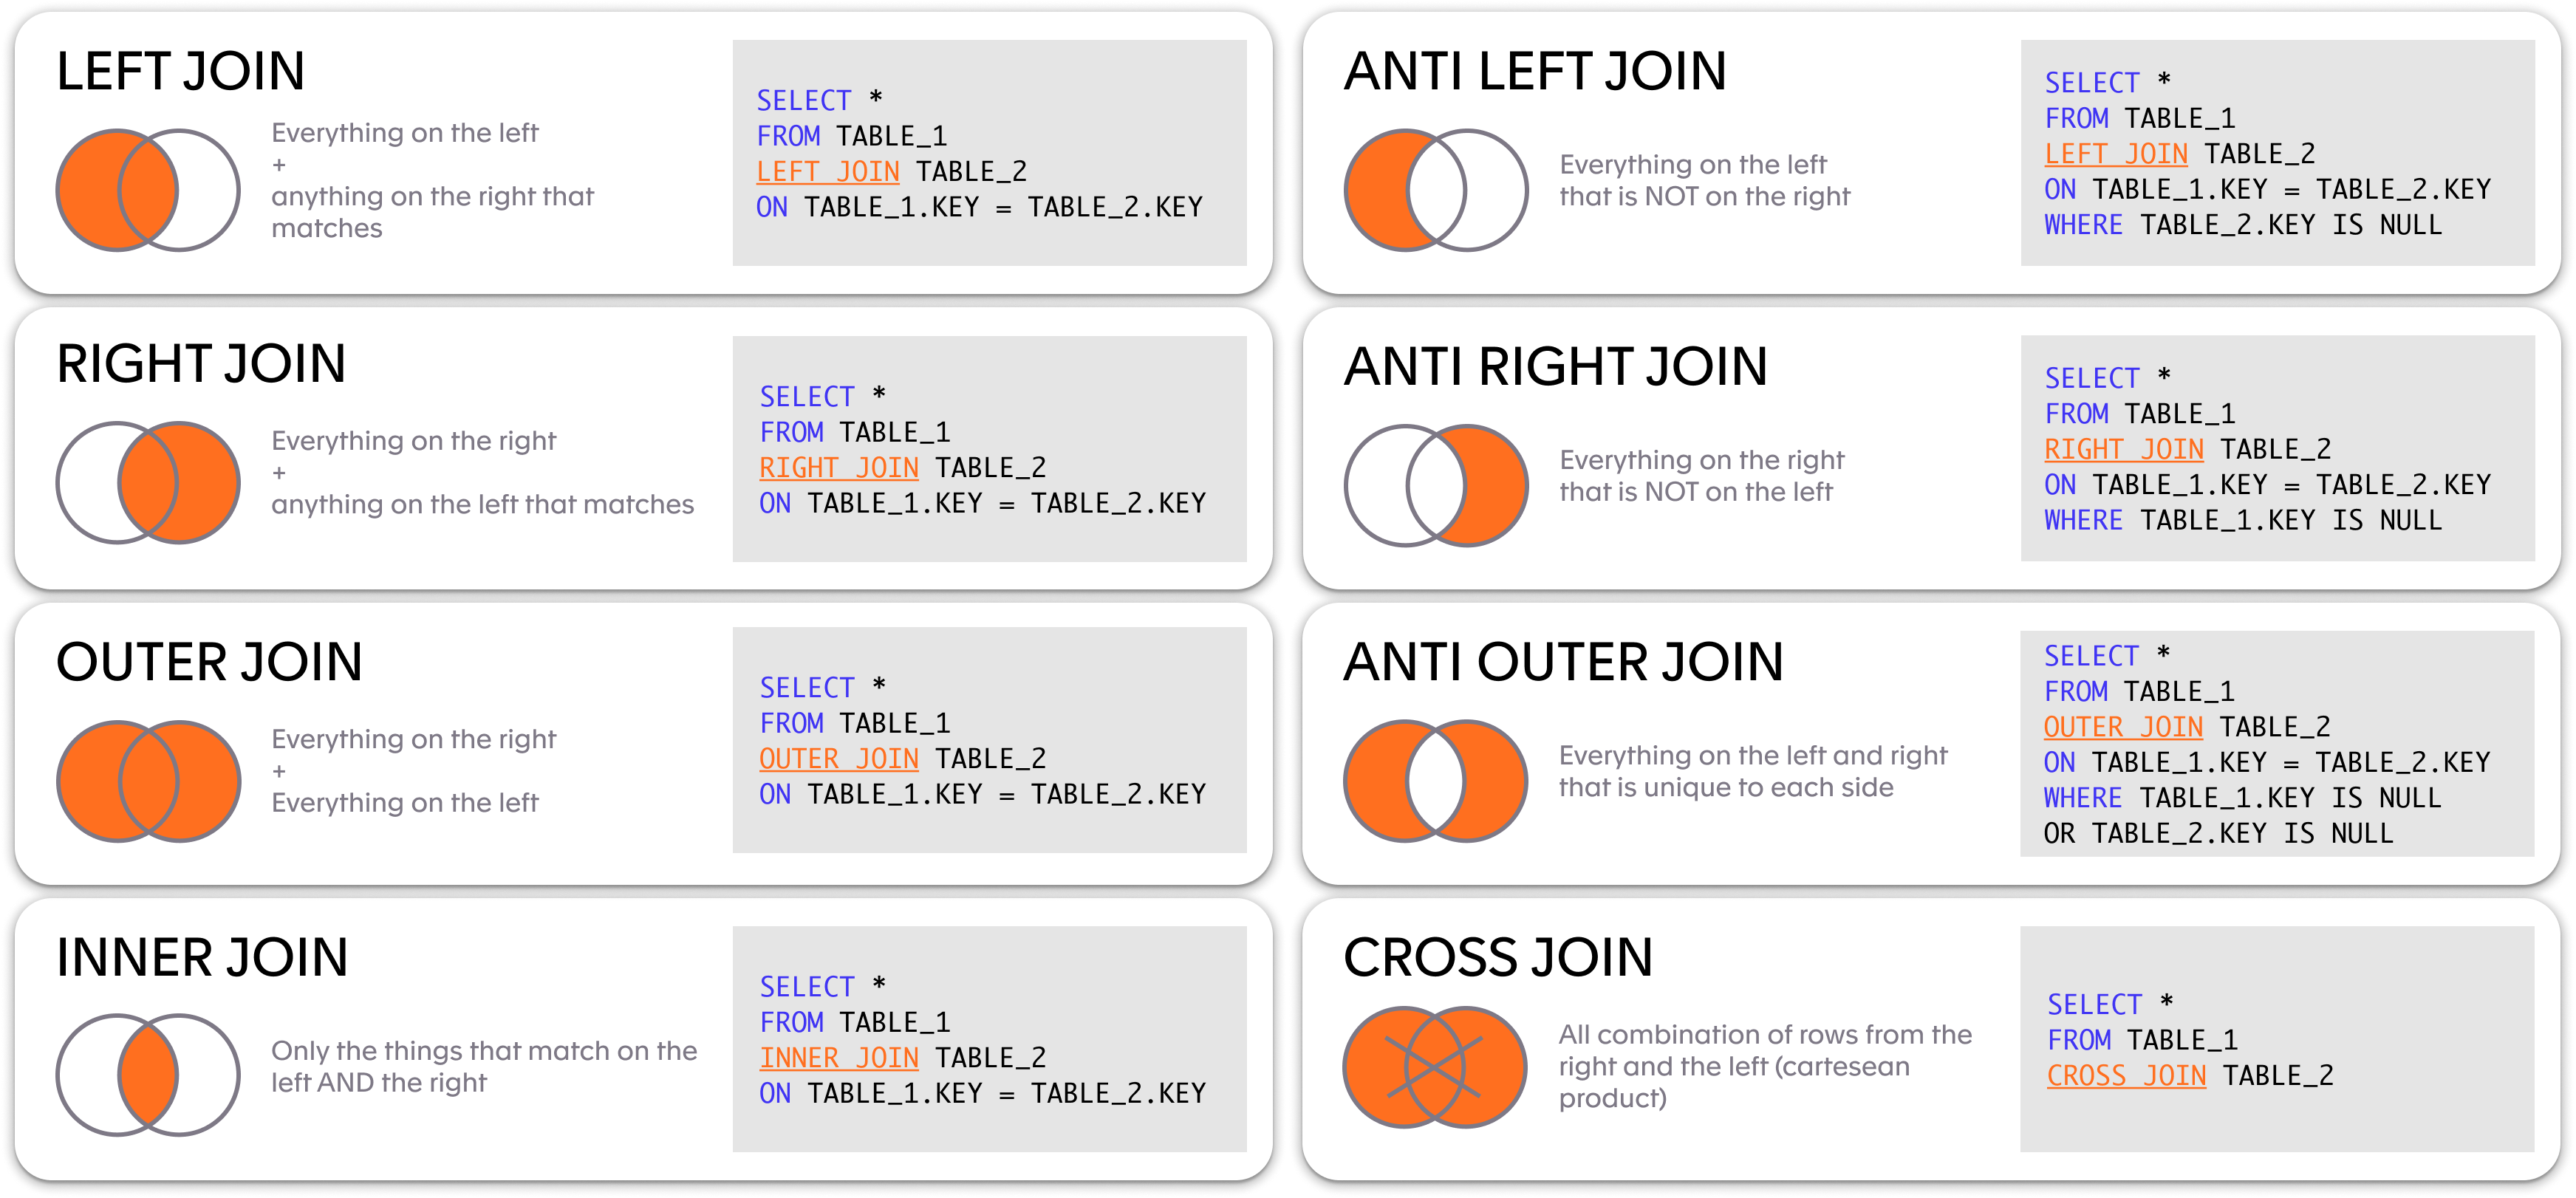 LEFT JOIN
Everything on the left
+
anything on the right that
matches
SELECT *
FROM TABLE_1
LEFT JOIN TABLE_2
ON TABLE_1.KEY = TABLE_2.KEY
ANTI LEFT JOIN
Everything on the left
that is NOT on the right
SELECT *
FROM TABLE_1
LEFT JOIN TABLE_2
ON TABLE_1.KEY = TABLE_2.KEY
WHERE TABLE_2.KEY IS NULL
RIGHT JOIN
Everything on the right
+
anything on the left that matches
SELECT *
FROM TABLE_1
RIGHT JOIN TABLE_2
ON TABLE_1.KEY = TABLE_2.KEY
ANTI RIGHT JOIN
Everything on the right
that is NOT on the left
SELECT *
FROM TABLE_1
RIGHT JOIN TABLE_2
ON TABLE_1.KEY = TABLE_2.KEY
WHERE TABLE_1.KEY IS NULL
OUTER JOIN
Everything on the right
+
Everything on the left
SELECT *
FROM TABLE_1
OUTER JOIN TABLE_2
ON TABLE_1.KEY = TABLE_2.KEY
ANTI OUTER JOIN
Everything on the left and right
that is unique to each side
SELECT *
FROM TABLE_1
OUTER JOIN TABLE_2
ON TABLE_1.KEY = TABLE_2.KEY
WHERE TABLE_1.KEY IS NULL
OR TABLE_2.KEY IS NULL
INNER JOIN
Only the things that match on the
left AND the right
SELECT *
FROM TABLE_1
INNER JOIN TABLE_2
ON TABLE_1.KEY = TABLE_2.KEY
CROSS JOIN
All combination of rows from the
right and the left (cartesean
product)
SELECT *
FROM TABLE_1
CROSS JOIN TABLE_2